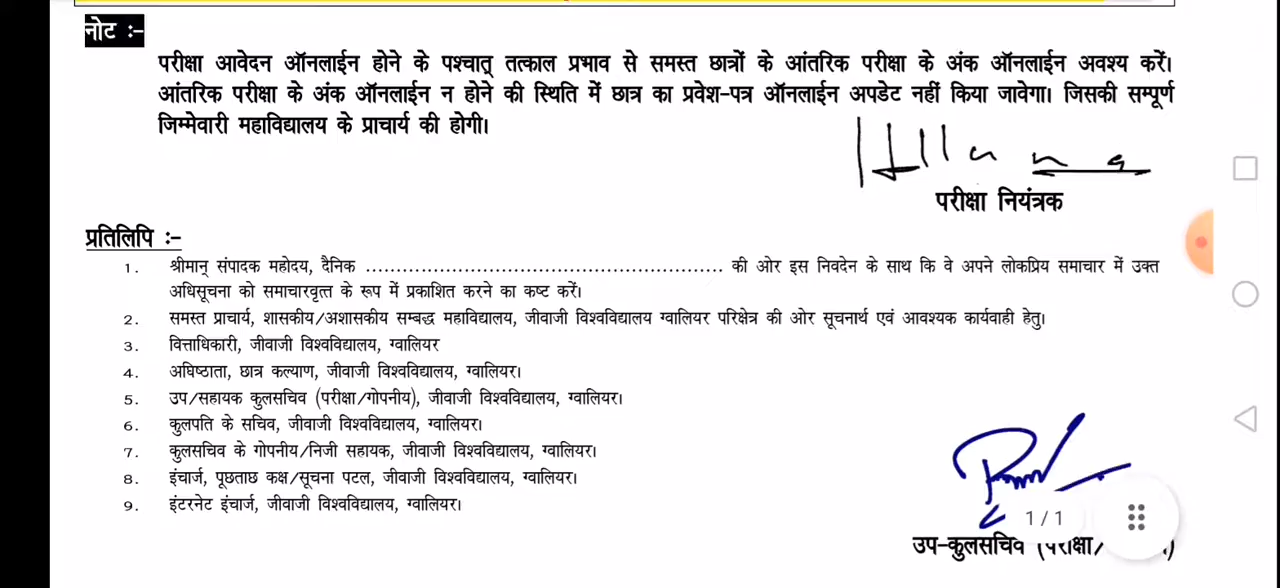 नोट :-
परीक्षा आवेदन ऑनलाईन होने के पश्चातृ तत्काल प्रभाव से समस्त छात्रों के आंतरिक परीक्षा के अंक ऑनलाईन अवश्य करें।
आंतरिक परीक्षा के अंक ऑनलाईन न होने की स्थिति में छात्र का प्रवेश-पत्र ऑनलाईन अपडेट नहीं किया जावेगा। जिसकी सम्पूर्ण
जिम्मेवारी महाविद्यालय के प्राचार्य की होगी।
परीक्षा नियंत्रक
प्रतिलिपि :-
1. श्रीमान् संपादक महोदय, दैनिक ........................................................... की ओर इस निवदेन के साथ कि वे अपने लोकप्रिय समाचार में उक्त
अधिसूचना को समाचारवृत्त के रूप में प्रकाशित करने का कष्ट करें।
2. समस्त प्राचार्य, शासकीय/अशासकीय सम्बद्ध महाविद्यालय, जीवाजी विश्वविद्यालय ग्वालियर परिक्षेत्र की ओर सूचनार्थ एवं आवश्यक कार्यवाही हेतु।
3. वित्ताधिकारी, जीवाजी विश्वविद्यालय, ग्वालियर
4. अधिष्ठाता, छात्र कल्याण, जीवाजी विश्वविद्यालय, ग्वालियर।
5. उप/सहायक कुलसचिव (परीक्षा/गोपनीय), जीवाजी विश्वविद्यालय, ग्वालियर।
6. कुलपति के सचिव, जीवाजी विश्वविद्यालय, ग्वालियर।
7. कुलसचिव के गोपनीय/निजी सहायक, जीवाजी विश्वविद्यालय, ग्वालियर।
8. इंचार्ज, पूछताछ कक्ष/सूचना पटल, जीवाजी विश्वविद्यालय, ग्वालियर।
9. इंटरनेट इंचार्ज, जीवाजी विश्वविद्यालय, ग्वालियर।
1/1
उप-कुलसचिव (परीक्षा/